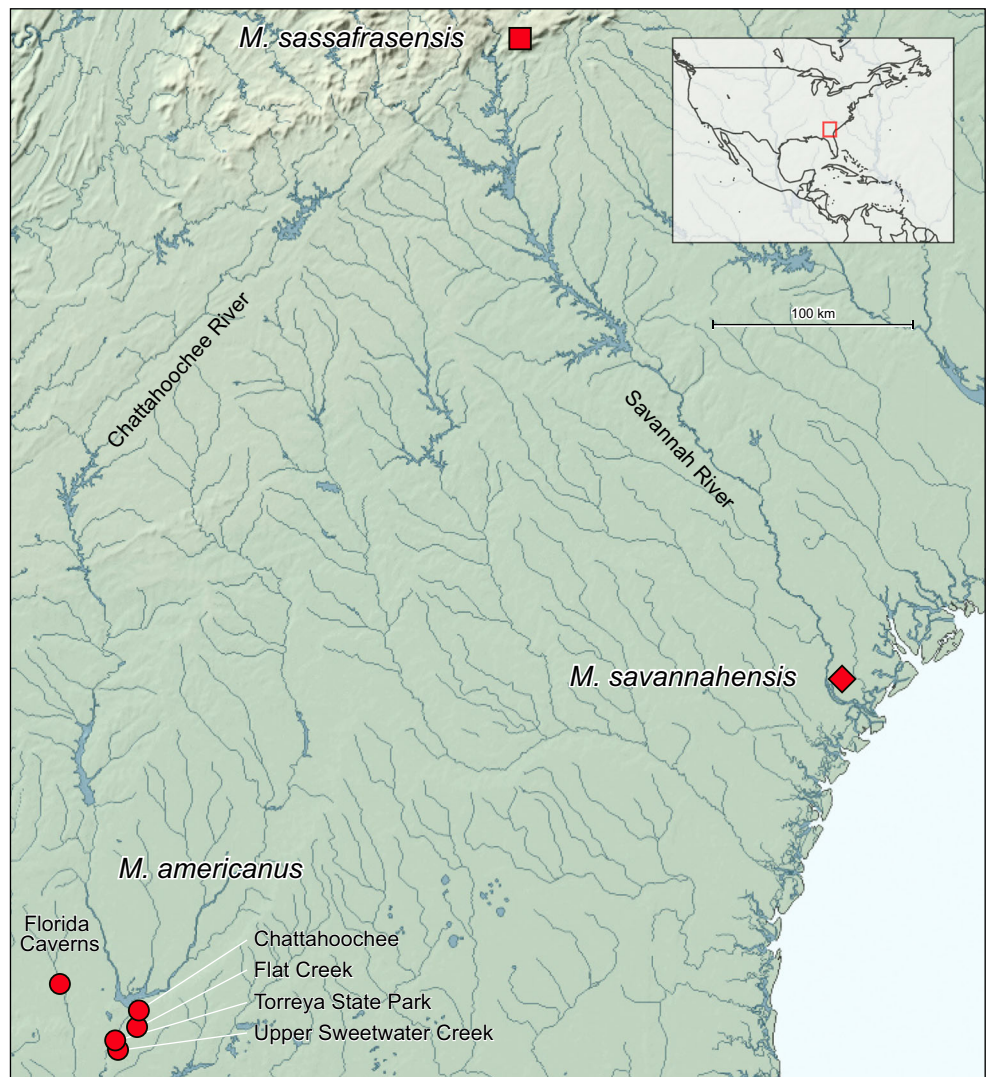 M. sassafrasensis
100 km
Chattahoochee River
Savannah River
M. savannahensis
M. americanus
Florida
Caverns
Chattahoochee
Flat Creek
Torreya State Park
Upper Sweetwater Creek